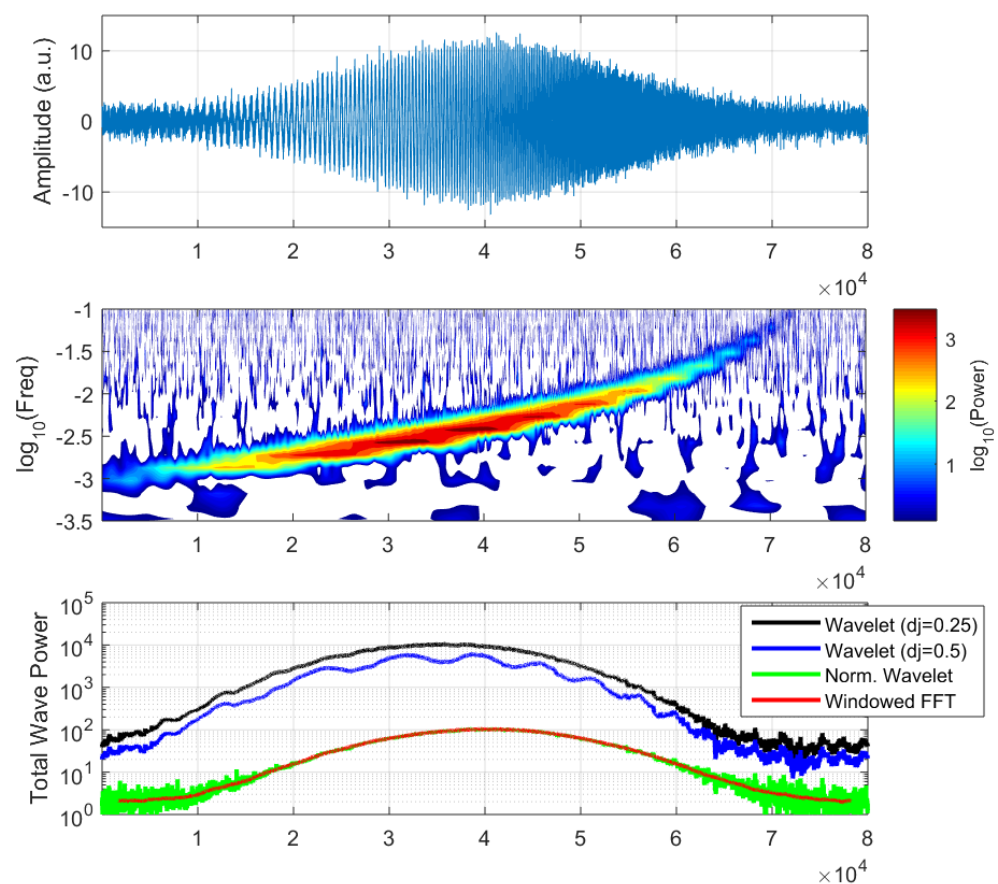 Amplitude (a.u.)
10
0
-10
1 2 3 4 5 6 7 8
×10^4
log_10(Freq)
-1
-1.5
-2
-2.5
-3
-3.5
1 2 3 4 5 6 7 8
×10^4
3
2
1
log_10(Power)
Total Wave Power
10^5
10^4
10^3
10^2
10^1
10^0
1 2 3 4 5 6 7 8
×10^4
Wavelet (dj=0.25)
Wavelet (dj=0.5)
Norm. Wavelet
Windowed FFT